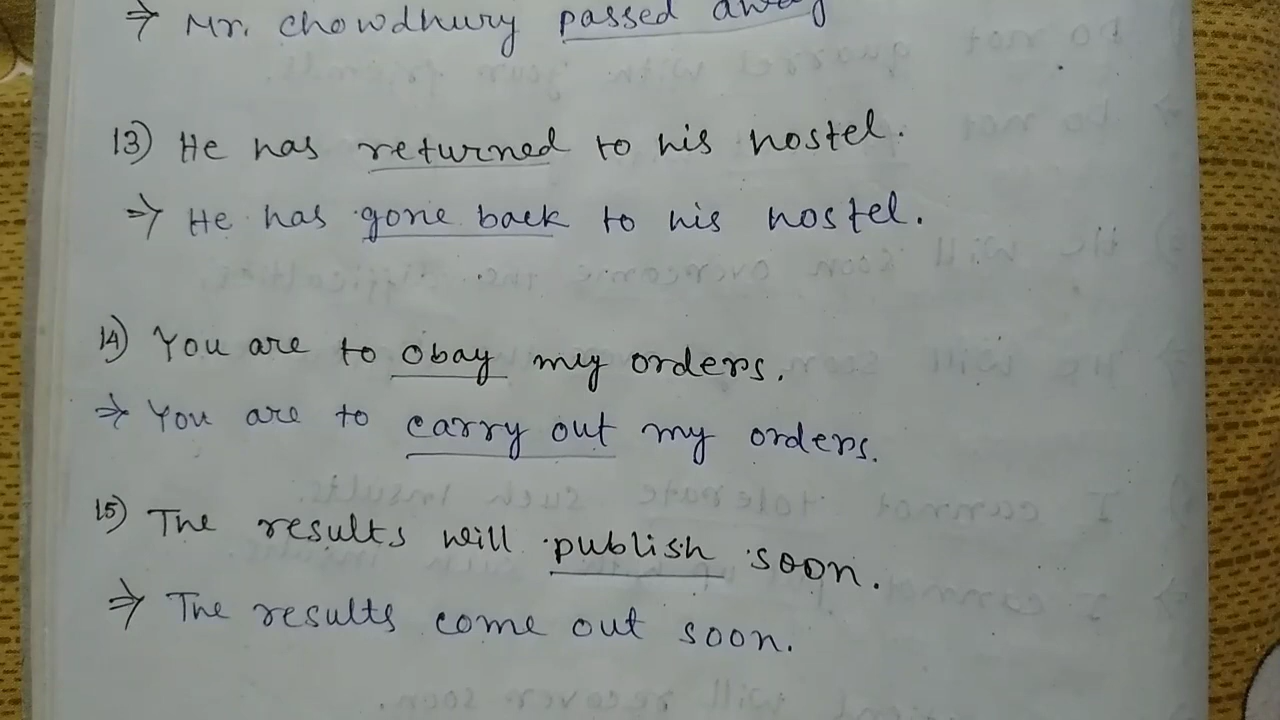 ⇒ Mr. Chowdhury passed away
13) He has returned to his hostel.
⇒ He has gone back to his hostel.
14) You are to obay my orders.
⇒ You are to carry out my orders.
15) The results will publish soon.
⇒ The results come out soon.